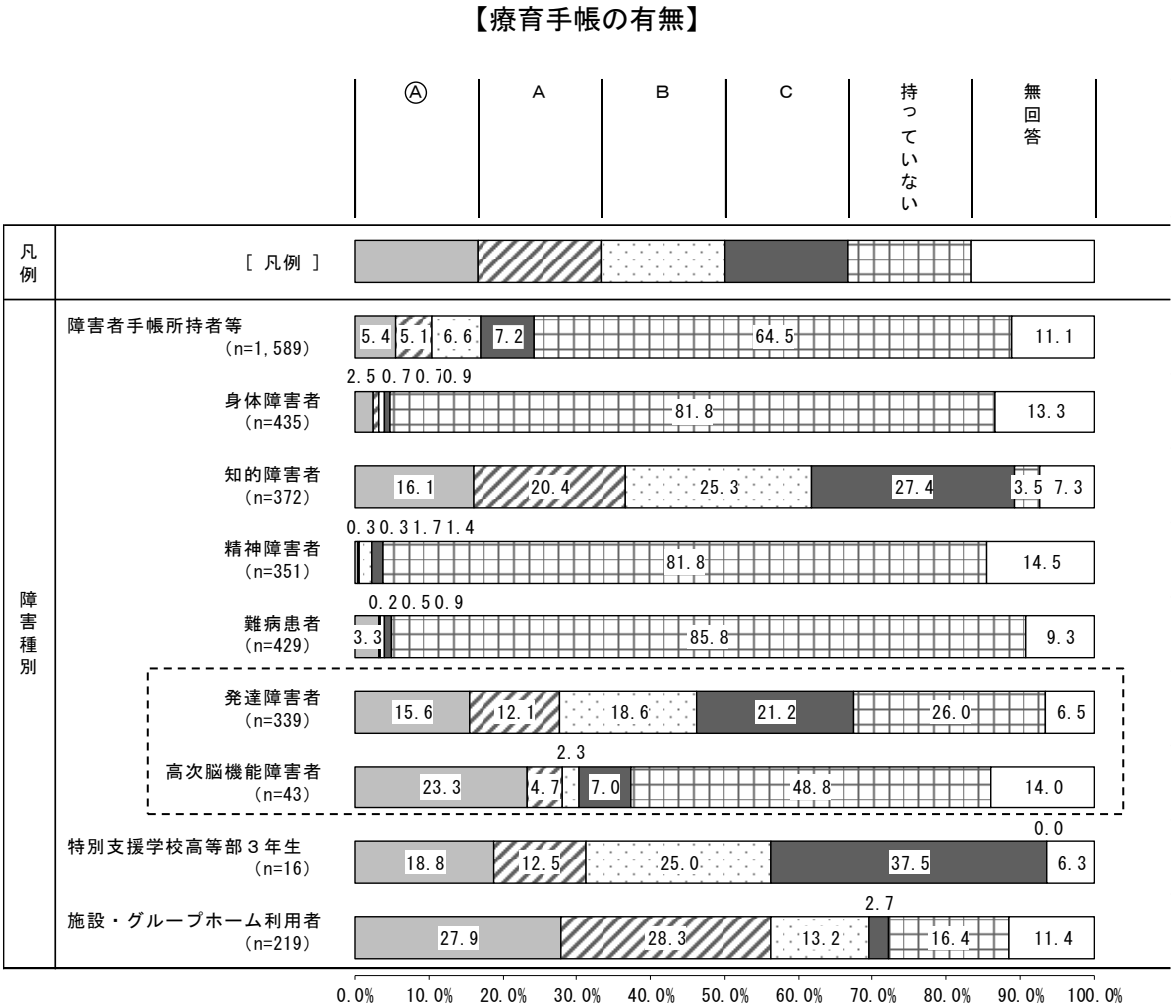 【療育手帳の有無】
Ⓐ
A
B
C
持っていない
無回答
凡例
[ 凡例 ]
障害種別
障害者手帳所持者等
(n=1,589)
5.4 5.1 6.6 7.2 64.5 11.1
2.5 0.7 0.7 0.9
身体障害者
(n=435)
81.8 13.3
知的障害者
(n=372)
16.1 20.4 25.3 27.4 3.5 7.3
0.3 0.3 1.7 1.4
精神障害者
(n=351)
81.8 14.5
0.2 0.5 0.9
難病患者
(n=429)
3.3 85.8 9.3
発達障害者
(n=339)
15.6 12.1 18.6 21.2 26.0 6.5
2.3
高次脳機能障害者
(n=43)
23.3 4.7 7.0 48.8 14.0
0.0
特別支援学校高等部3年生
(n=16)
18.8 12.5 25.0 37.5 6.3
2.7
施設・グループホーム利用者
(n=219)
27.9 28.3 13.2 16.4 11.4
0.0% 10.0% 20.0% 30.0% 40.0% 50.0% 60.0% 70.0% 80.0% 90.0% 100.0%